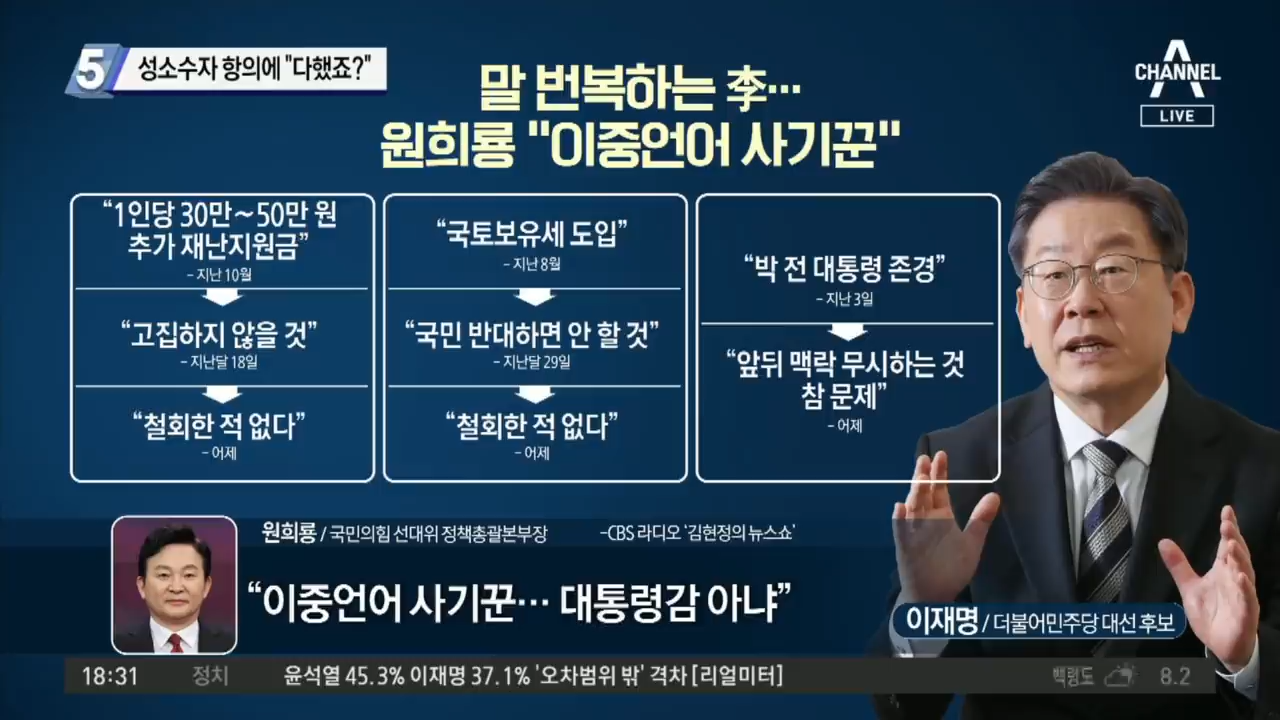 5 성소수자 항의에 "다했죠?"
CHANNEL A
LIVE
말 번복하는 李…
원희룡 "이중언어 사기꾼"
“1인당 30만~50만 원
추가 재난지원금”
- 지난 10월
“고집하지 않을 것”
- 지난달 18일
“철회한 적 없다”
- 어제
“국토보유세 도입”
- 지난 8월
“국민 반대하면 안 할 것”
- 지난달 29일
“철회한 적 없다”
- 어제
“박 전 대통령 존경”
- 지난 3일
“앞뒤 맥락 무시하는 것
참 문제”
- 어제
원희룡 / 국민의힘 선대위 정책총괄본부장 -CBS 라디오 '김현정의 뉴스쇼'
“이중언어 사기꾼… 대통령감 아냐”
이재명 / 더불어민주당 대선 후보
18:31 정치 윤석열 45.3% 이재명 37.1% '오차범위 밖' 격차 [리얼미터] 백령도 8.2